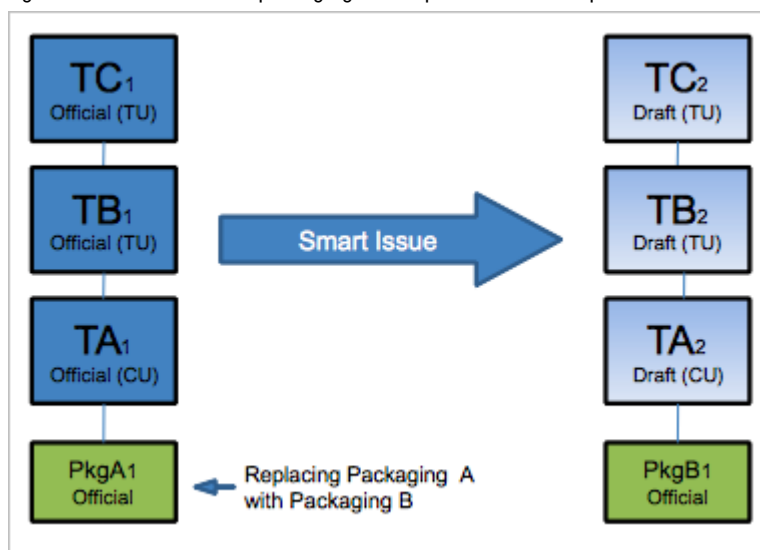 TC1
Official (TU)
TB1
Official (TU)
TA1
Official (CU)
PkgA1
Official
Smart Issue
Replacing Packaging A
with Packaging B
TC2
Draft (TU)
TB2
Draft (TU)
TA2
Draft (CU)
PkgB1
Official